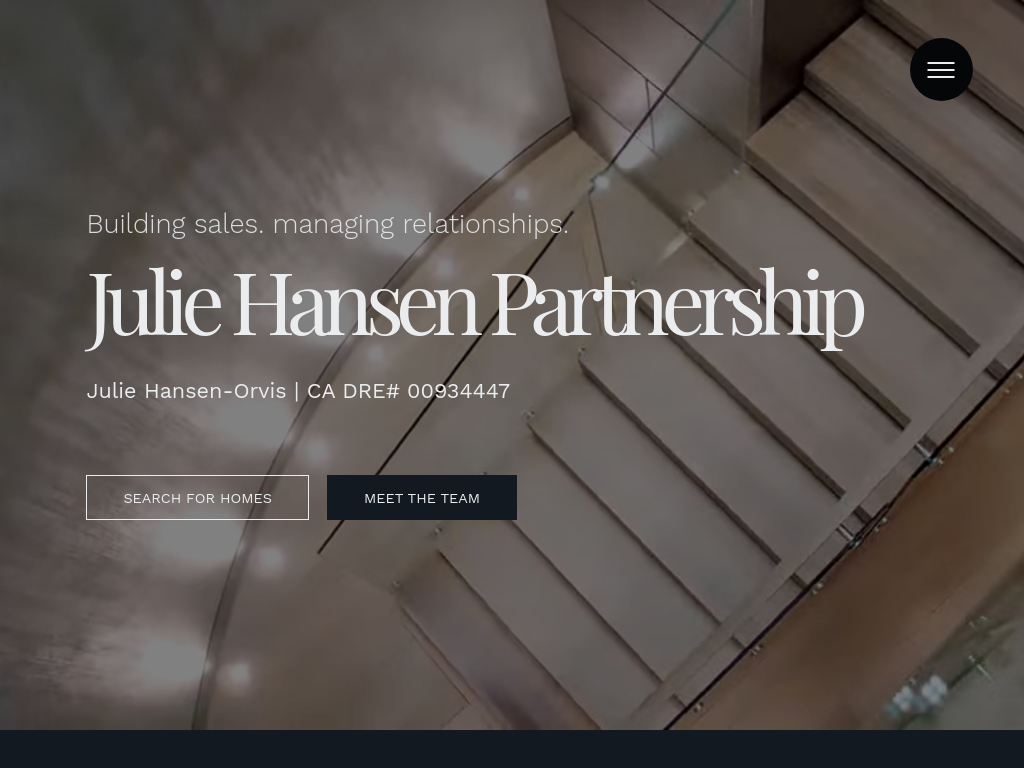 Building sales. managing relationships.
Julie Hansen Partnership
Julie Hansen-Orvis | CA DRE# 00934447
SEARCH FOR HOMES
MEET THE TEAM